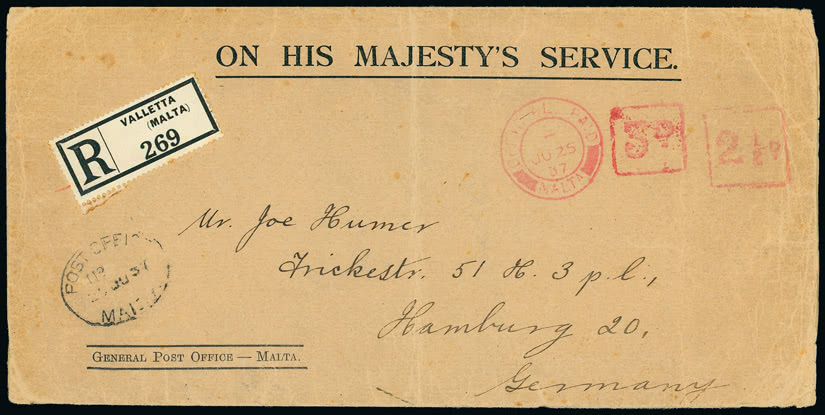 ON HIS MAJESTY'S SERVICE.
R
VALLETTA
(MALTA)
269
PAID
JU 25
37
MALTA
3D
2½D
Mr. Joe Humer
Frickestr. 51 H. 3 p.l.,
Hamburg 20.
Germany
POST OFFICE
JU 37
MALTA
GENERAL POST OFFICE — MALTA.